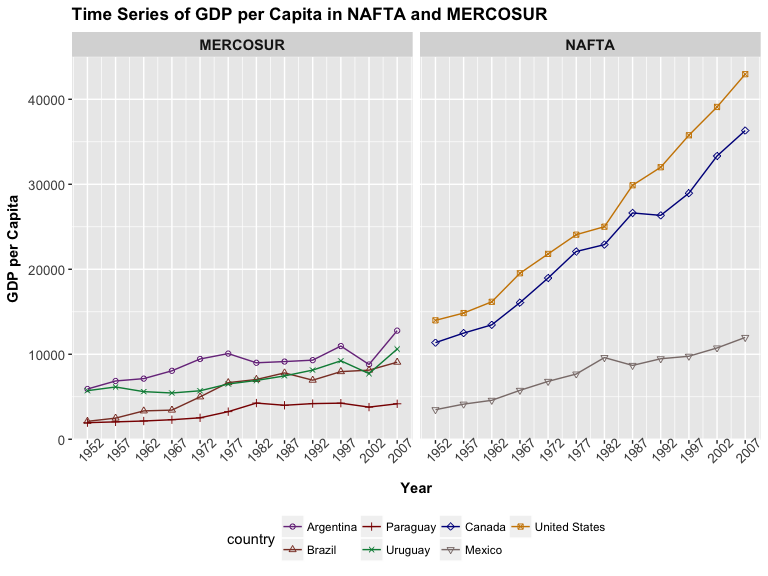 Time Series of GDP per Capita in NAFTA and MERCOSUR
MERCOSUR NAFTA
40000
30000
20000
10000
0
1952 1957 1962 1967 1972 1977 1982 1987 1992 1997 2002 2007 1952 1957 1962 1967 1972 1977 1982 1987 1992 1997 2002 2007
GDP per Capita
Year
country Argentina Paraguay Canada United States
Brazil Uruguay Mexico